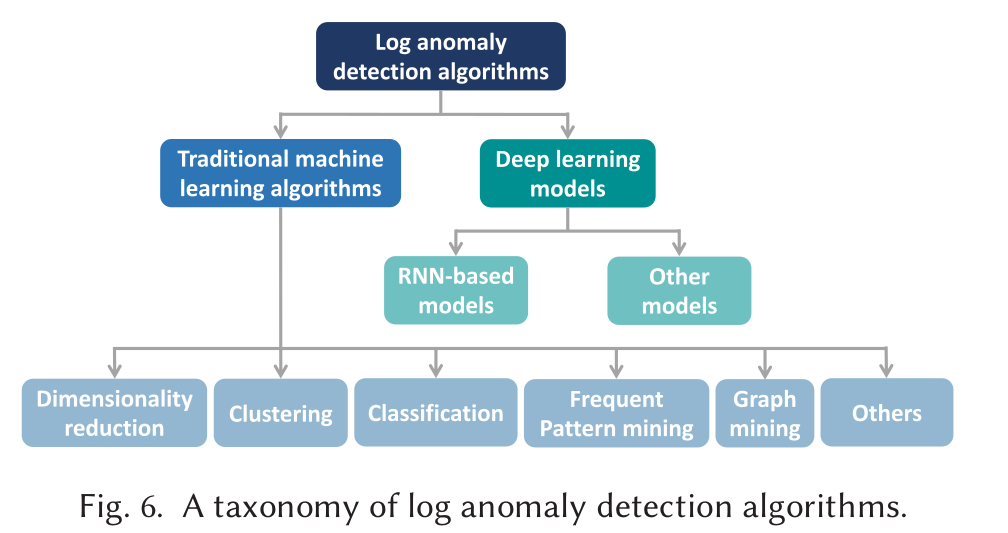 Log anomaly
detection algorithms
Traditional machine
learning algorithms
Deep learning
models
RNN-based
models
Other
models
Dimensionality
reduction
Clustering
Classification
Frequent
Pattern mining
Graph
mining
Others
Fig. 6. A taxonomy of log anomaly detection algorithms.